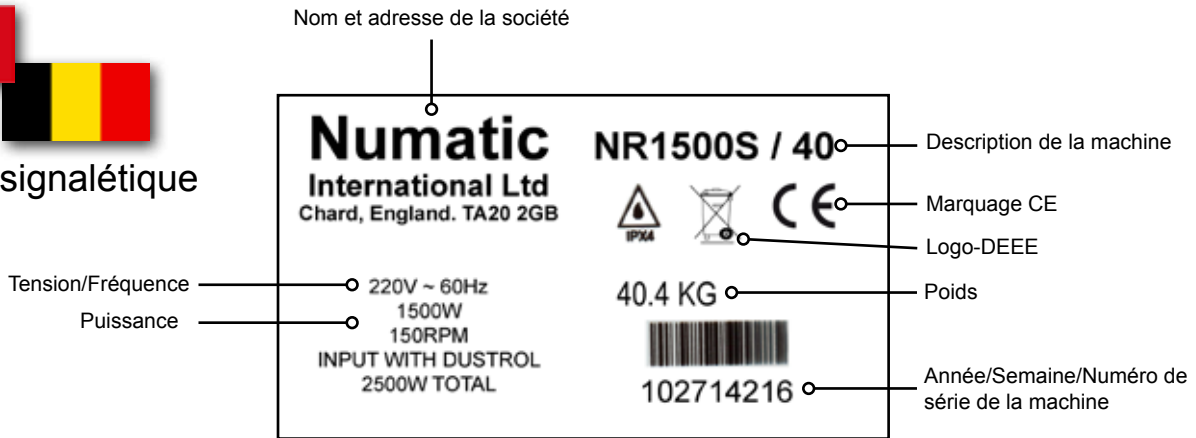 Nom et adresse de la société
signalétique
Numatic
International Ltd
Chard, England. TA20 2GB
NR1500S / 40
Description de la machine
IPX4
CE
Marquage CE
Logo-DEEE
Tension/Fréquence
220V ~ 60Hz
Puissance
1500W
150RPM
INPUT WITH DUSTROL
2500W TOTAL
40.4 KG
Poids
102714216
Année/Semaine/Numéro de
série de la machine